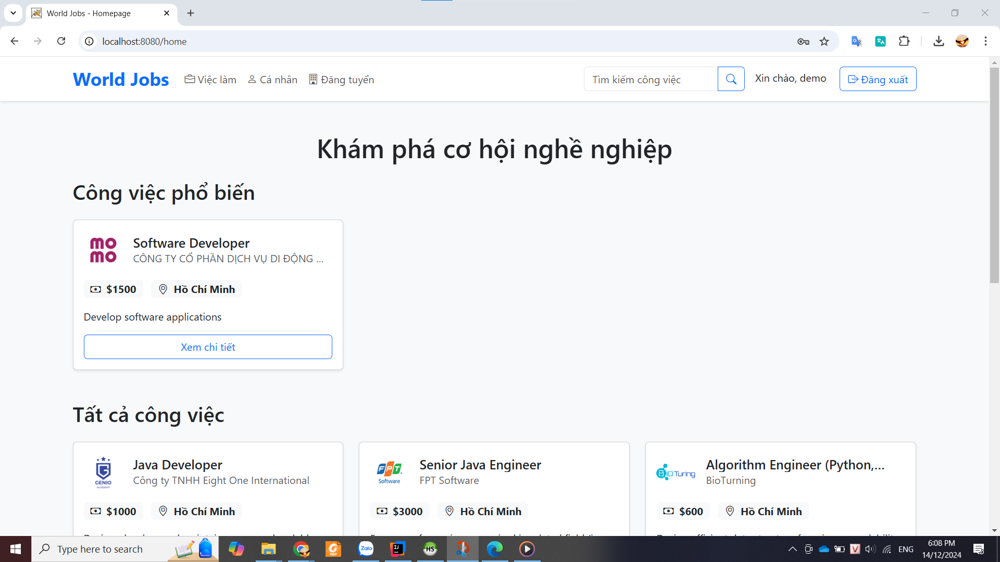 World Jobs - Homepage
localhost:8080/home
World Jobs
Việc làm
Cá nhân
Đăng tuyển
Tìm kiếm công việc
Xin chào, demo
Đăng xuất
Khám phá cơ hội nghề nghiệp
Công việc phổ biến
mo
mo
Software Developer
CÔNG TY CỔ PHẦN DỊCH VỤ DI ĐỘNG ...
$1500
Hồ Chí Minh
Develop software applications
Xem chi tiết
Tất cả công việc
GENIO
ACADEMY
Java Developer
Công ty TNHH Eight One International
$1000
Hồ Chí Minh
FPT
Software
Senior Java Engineer
FPT Software
$3000
Hồ Chí Minh
BioTuring
Algorithm Engineer (Python,...
BioTurning
$600
Hồ Chí Minh
Type here to search
PDF
Zalo
IJ
HS
V
ENG
6:08 PM
14/12/2024